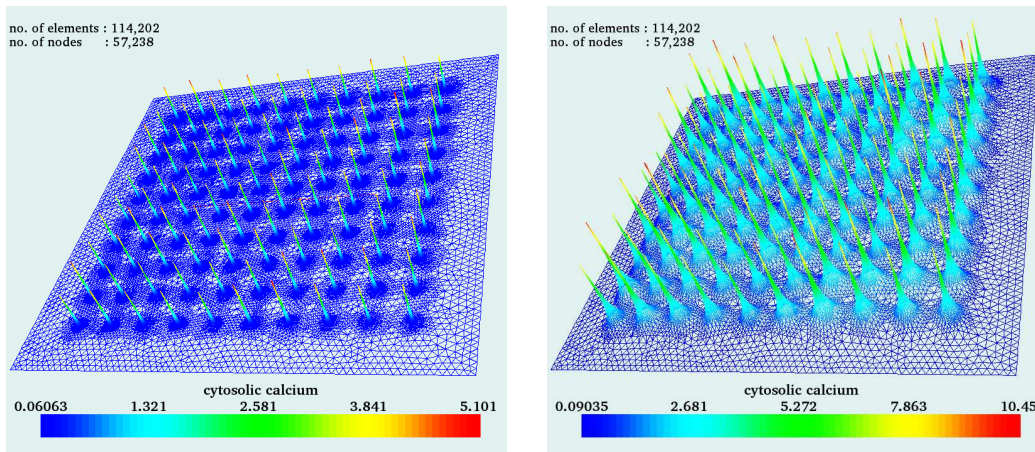 no. of elements : 114,202
no. of nodes : 57,238
cytosolic calcium
0.06063 1.321 2.581 3.841 5.101
no. of elements : 114,202
no. of nodes : 57,238
cytosolic calcium
0.09035 2.681 5.272 7.863 10.45